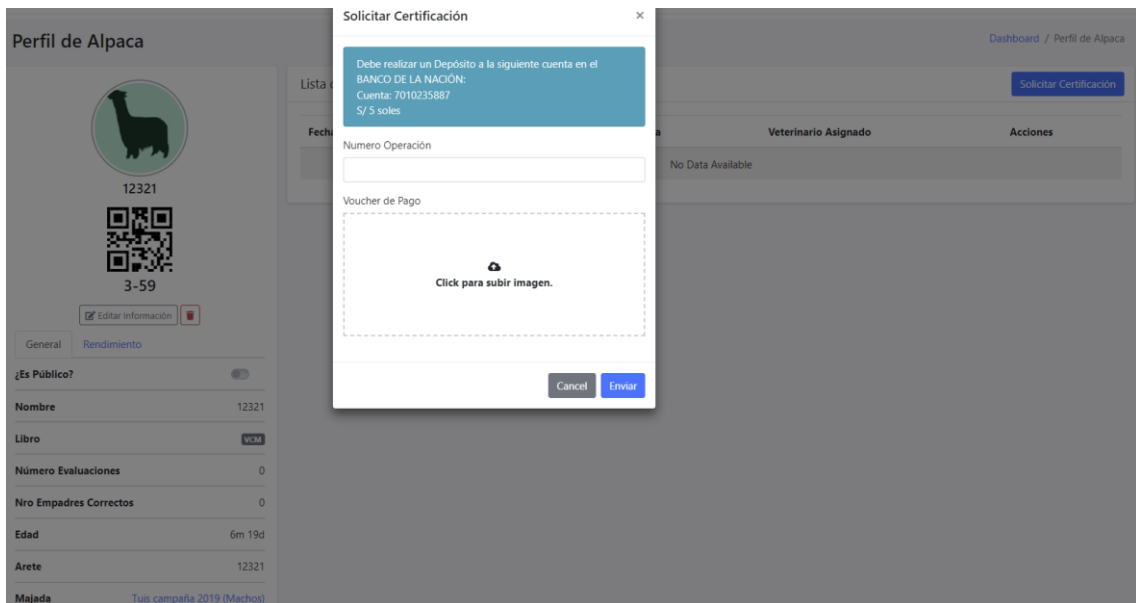 Solicitar Certificación ×
Perfil de Alpaca
Dashboard / Perfil de Alpaca
Debe realizar un Depósito a la siguiente cuenta en el
BANCO DE LA NACIÓN:
Cuenta: 7010235887
S/ 5 soles
Lista
Solicitar Certificación
Veterinario Asignado
Acciones
Numero Operación
No Data Available
12321
Voucher de Pago
Click para subir imagen.
3-59
Editar Información
General
Rendimiento
¿Es Público?
Cancel
Enviar
Nombre 12321
Libro VCM
Número Evaluaciones 0
Nro Empadres Correctos 0
Edad 6m 19d
Arete 12321
Majada Tuis campaña 2019 (Machos)